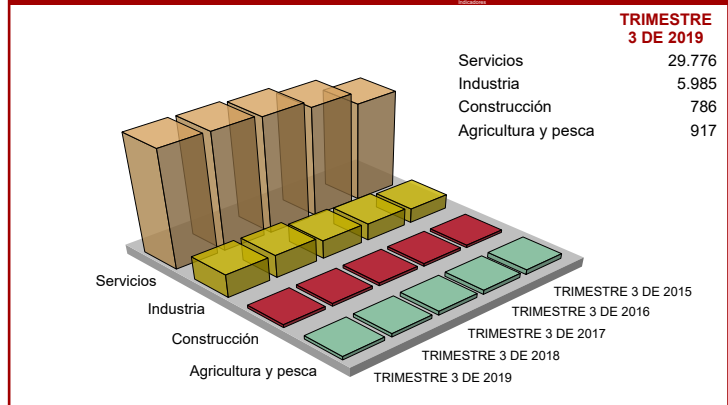 Indicadores
TRIMESTRE
3 DE 2019
Servicios 29.776
Industria 5.985
Construcción 786
Agricultura y pesca 917
Servicios
Industria
Construcción
Agricultura y pesca
TRIMESTRE 3 DE 2015
TRIMESTRE 3 DE 2016
TRIMESTRE 3 DE 2017
TRIMESTRE 3 DE 2018
TRIMESTRE 3 DE 2019